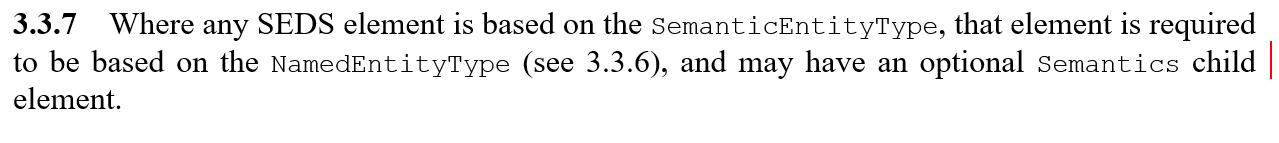 3.3.7 Where any SEDS element is based on the SemanticEntityType, that element is required
to be based on the NamedEntityType (see 3.3.6), and may have an optional Semantics child
element.